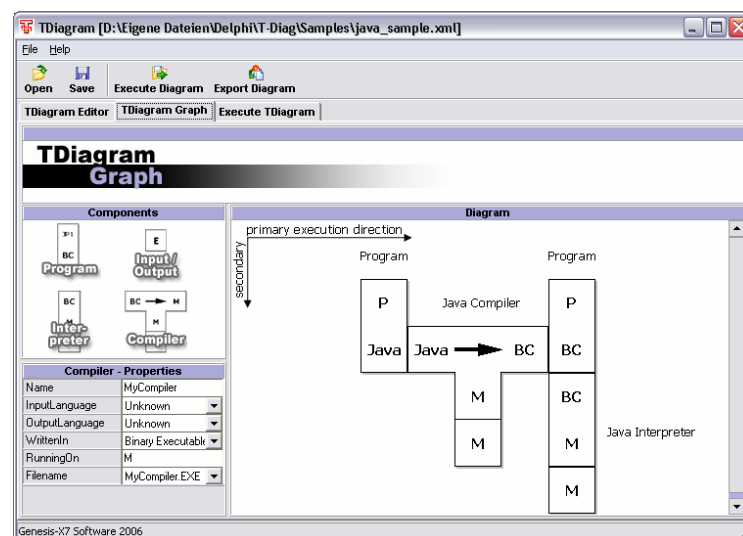 TDiagram [D:\Eigene Dateien\Delphi\T-Diag\Samples\java_sample.xml]
File Help
Open Save Execute Diagram Export Diagram
TDiagram Editor TDiagram Graph Execute TDiagram
TDiagram
Graph
Components
BC
Program
E
Input/
Output
BC
M
Inter-
preter
BC M
M
Compiler
Compiler - Properties
Name MyCompiler
InputLanguage Unknown
OutputLanguage Unknown
WrittenIn Binary Executable
RunningOn M
Filename MyCompiler.EXE
Diagram
primary execution direction
secondary
Program Program
P Java Compiler P
Java Java BC BC
M BC
M M Java Interpreter
M
Genesis-X7 Software 2006